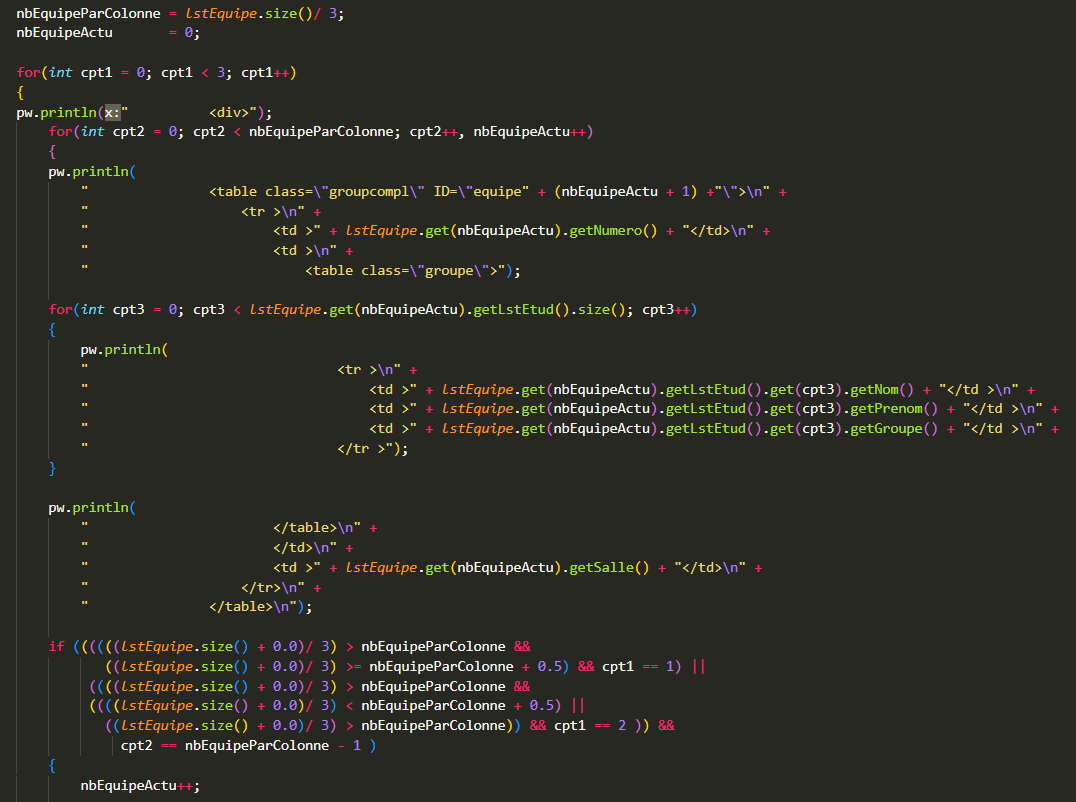 nbEquipeParColonne = lstEquipe.size()/ 3;
nbEquipeActu       = 0;
for(int cpt1 = 0; cpt1 < 3; cpt1++)
{
pw.println(x:"          <div>");
    for(int cpt2 = 0; cpt2 < nbEquipeParColonne; cpt2++, nbEquipeActu++)
    {
    pw.println(
        "               <table class=\"groupcompl\" ID=\"equipe" + (nbEquipeActu + 1) +"\">\n" +
        "                   <tr >\n" +
        "                       <td >" + lstEquipe.get(nbEquipeActu).getNumero() + "</td>\n" +
        "                       <td >\n" +
        "                           <table class=\"groupe\">");
    for(int cpt3 = 0; cpt3 < lstEquipe.get(nbEquipeActu).getLstEtud().size(); cpt3++)
    {
        pw.println(
        "                               <tr >\n" +
        "                                   <td >" + lstEquipe.get(nbEquipeActu).getLstEtud().get(cpt3).getNom() + "</td >\n" +
        "                                   <td >" + lstEquipe.get(nbEquipeActu).getLstEtud().get(cpt3).getPrenom() + "</td >\n" +
        "                                   <td >" + lstEquipe.get(nbEquipeActu).getLstEtud().get(cpt3).getGroupe() + "</td >\n" +
        "                               </tr >");
    }
    pw.println(
        "                       </table>\n" +
        "                       </td>\n" +
        "                       <td >" + lstEquipe.get(nbEquipeActu).getSalle() + "</td>\n" +
        "                   </tr>\n" +
        "               </table>\n");
    if ((((((lstEquipe.size() + 0.0)/ 3) > nbEquipeParColonne &&
           ((lstEquipe.size() + 0.0)/ 3) >= nbEquipeParColonne + 0.5) && cpt1 == 1) ||
         ((((lstEquipe.size() + 0.0)/ 3) > nbEquipeParColonne &&
         ((((lstEquipe.size() + 0.0)/ 3) < nbEquipeParColonne + 0.5) ||
           ((lstEquipe.size() + 0.0)/ 3) > nbEquipeParColonne)) && cpt1 == 2 )) &&
             cpt2 == nbEquipeParColonne - 1 )
    {
        nbEquipeActu++;